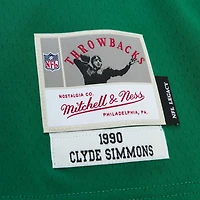 THROWBACKS
NFL
NOSTALGIA CO.
Mitchell & Ness
PHILADELPHIA, PA.
NFL LEGACY
1990
CLYDE SIMMONS